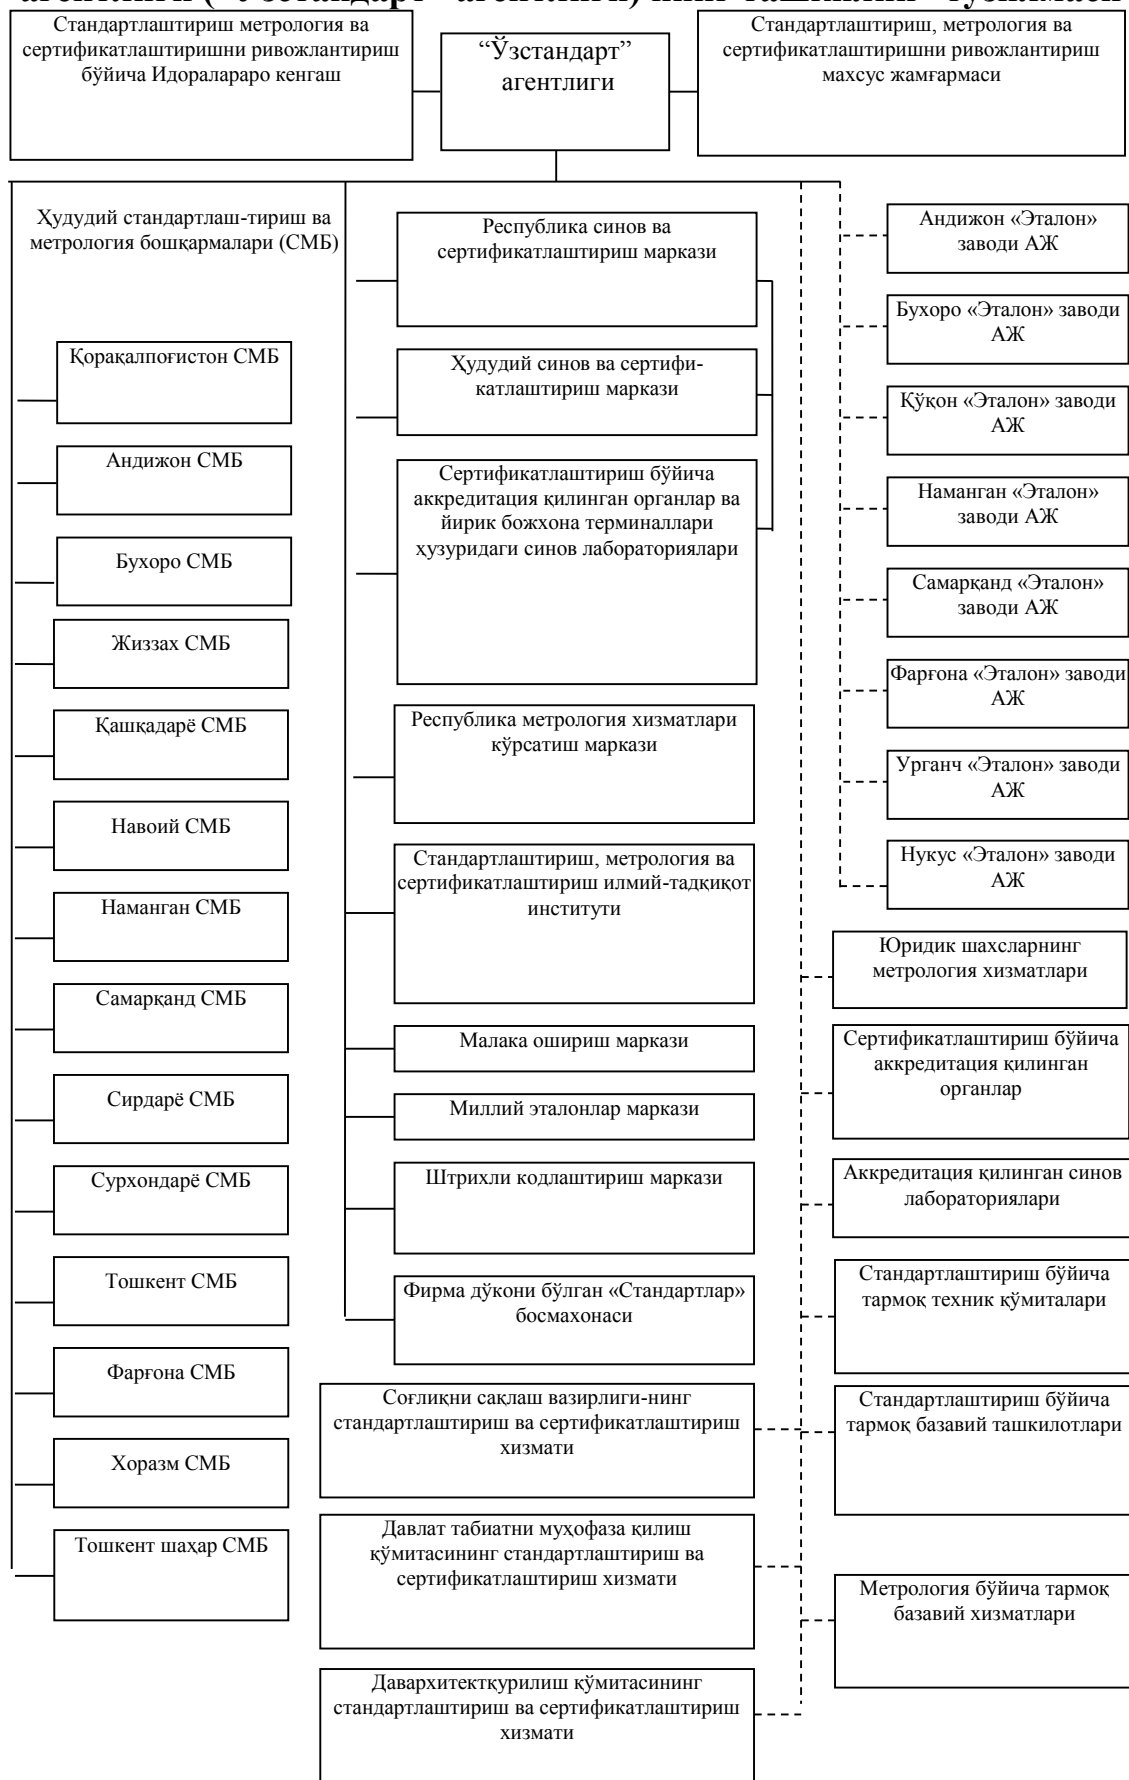 агентлиги ("Ўзстандарт" агентлиги) нинг ташкилий тузилмаси
Стандартлаштириш метрология ва
сертификатлаштиришни ривожлантириш
бўйича Идоралараро кенгаш
“Ўзстандарт”
агентлиги
Стандартлаштириш, метрология ва
сертификатлаштиришни ривожлантириш
махсус жамғармаси
Ҳудудий стандартлаш-тириш ва
метрология бошқармалари (СМБ)
Қорақалпоғистон СМБ
Андижон СМБ
Бухоро СМБ
Жиззах СМБ
Қашқадарё СМБ
Навоий СМБ
Наманган СМБ
Самарқанд СМБ
Сирдарё СМБ
Сурхондарё СМБ
Тошкент СМБ
Фарғона СМБ
Хоразм СМБ
Тошкент шаҳар СМБ
Республика синов ва
сертификатлаштириш маркази
Ҳудудий синов ва сертифи-
катлаштириш маркази
Сертификатлаштириш бўйича
аккредитация қилинган органлар ва
йирик божхона терминаллари
ҳузуридаги синов лабораториялари
Республика метрология хизматлари
кўрсатиш маркази
Стандартлаштириш, метрология ва
сертификатлаштириш илмий-тадқиқот
институти
Малака ошириш маркази
Миллий эталонлар маркази
Штрихли кодлаштириш маркази
Фирма дўкони бўлган «Стандартлар»
босмахонаси
Соғлиқни сақлаш вазирлиги-нинг
стандартлаштириш ва сертификатлаштириш
хизмати
Давлат табиатни муҳофаза қилиш
қўмитасининг стандартлаштириш ва
сертификатлаштириш хизмати
Давархитектқурилиш қўмитасининг
стандартлаштириш ва сертификатлаштириш
хизмати
Андижон «Эталон»
заводи АЖ
Бухоро «Эталон» заводи
АЖ
Қўқон «Эталон» заводи
АЖ
Наманган «Эталон»
заводи АЖ
Самарқанд «Эталон»
заводи АЖ
Фарғона «Эталон» заводи
АЖ
Урганч «Эталон» заводи
АЖ
Нукус «Эталон» заводи
АЖ
Юридик шахсларнинг
метрология хизматлари
Сертификатлаштириш бўйича
аккредитация қилинган
органлар
Аккредитация қилинган синов
лабораториялари
Стандартлаштириш бўйича
тармоқ техник қўмиталари
Стандартлаштириш бўйича
тармоқ базавий ташкилотлари
Метрология бўйича тармоқ
базавий хизматлари